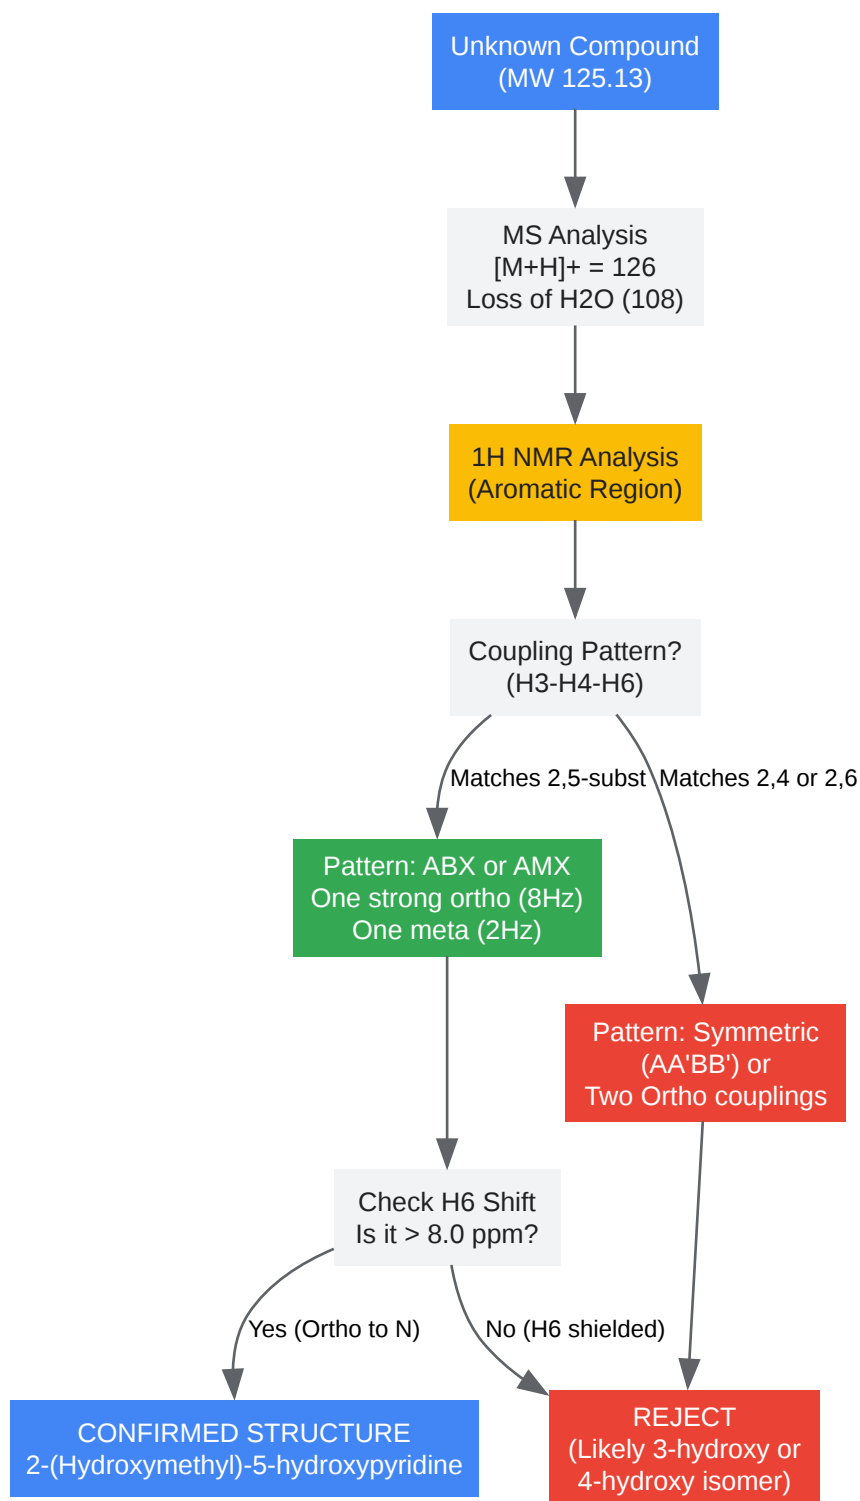 Unknown Compound
(MW 125.13)
MS Analysis
[M+H]+ = 126
Loss of H2O (108)
1H NMR Analysis
(Aromatic Region)
Coupling Pattern?
(H3-H4-H6)
Matches 2,5-subst
Matches 2,4 or 2,6
Pattern: ABX or AMX
One strong ortho (8Hz)
One meta (2Hz)
Pattern: Symmetric
(AA'BB') or
Two Ortho couplings
Check H6 Shift
Is it > 8.0 ppm?
Yes (Ortho to N)
No (H6 shielded)
CONFIRMED STRUCTURE
2-(Hydroxymethyl)-5-hydroxypyridine
REJECT
(Likely 3-hydroxy or
4-hydroxy isomer)